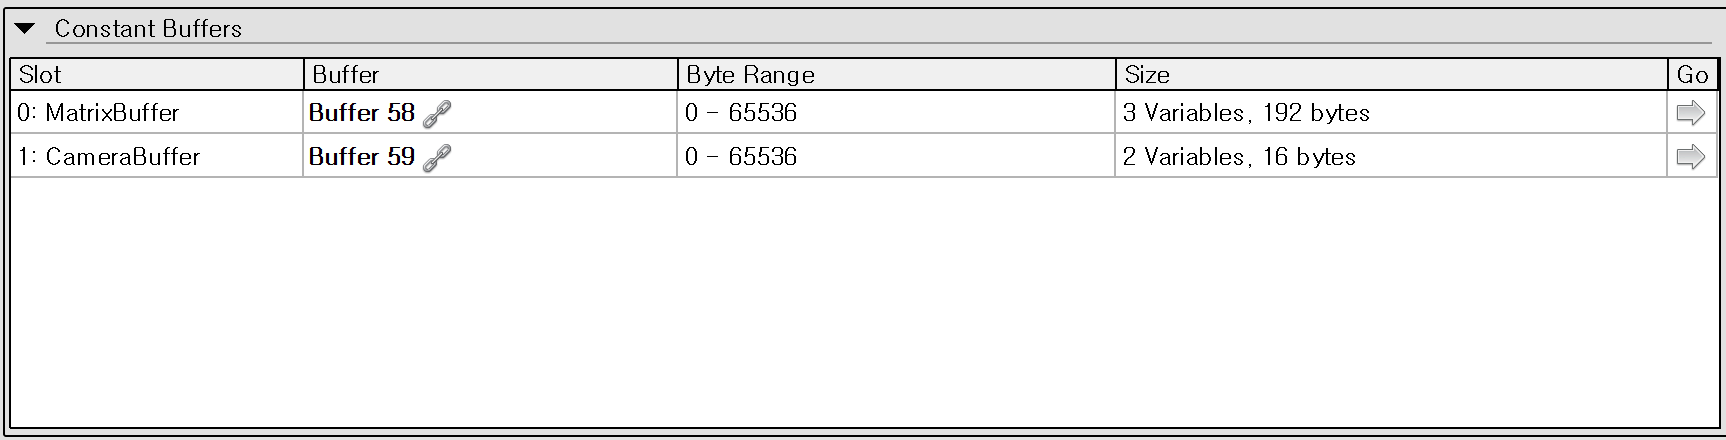 Constant Buffers
Slot Buffer Byte Range Size Go
0: MatrixBuffer Buffer 58 0 - 65536 3 Variables, 192 bytes
1: CameraBuffer Buffer 59 0 - 65536 2 Variables, 16 bytes